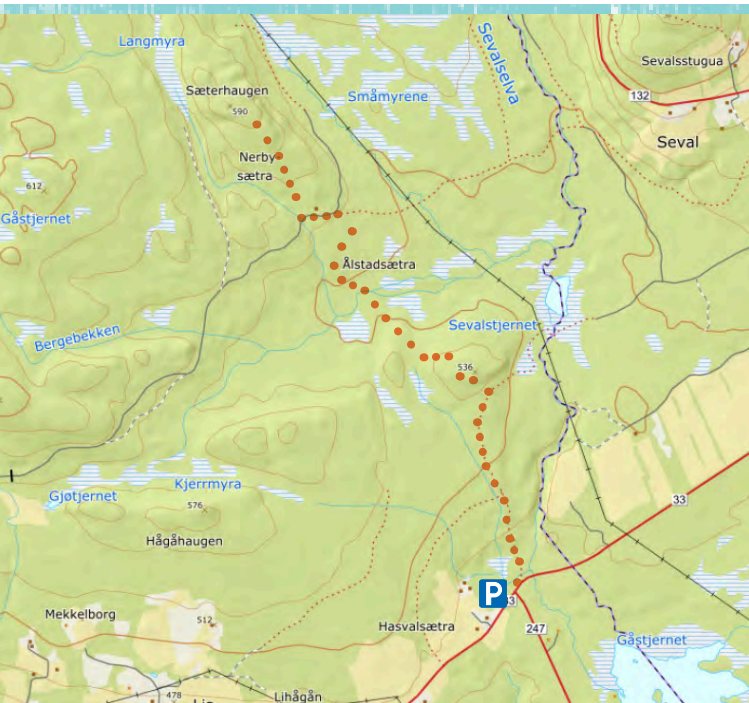 Langmyra
Sevalselva
Sevalsstugua
Sæterhaugen
590
Småmyrene
132
Seval
Nerby
sætra
612
Gåstjernet
Ålstadsætra
Sevalstjernet
Bergebekken
536
Gjøtjernet
Kjerrmyra
576
33
Hågåhaugen
P
33
Mekkelborg
512
Hasvalsætra
247
Gåstjernet
478
Lihågån